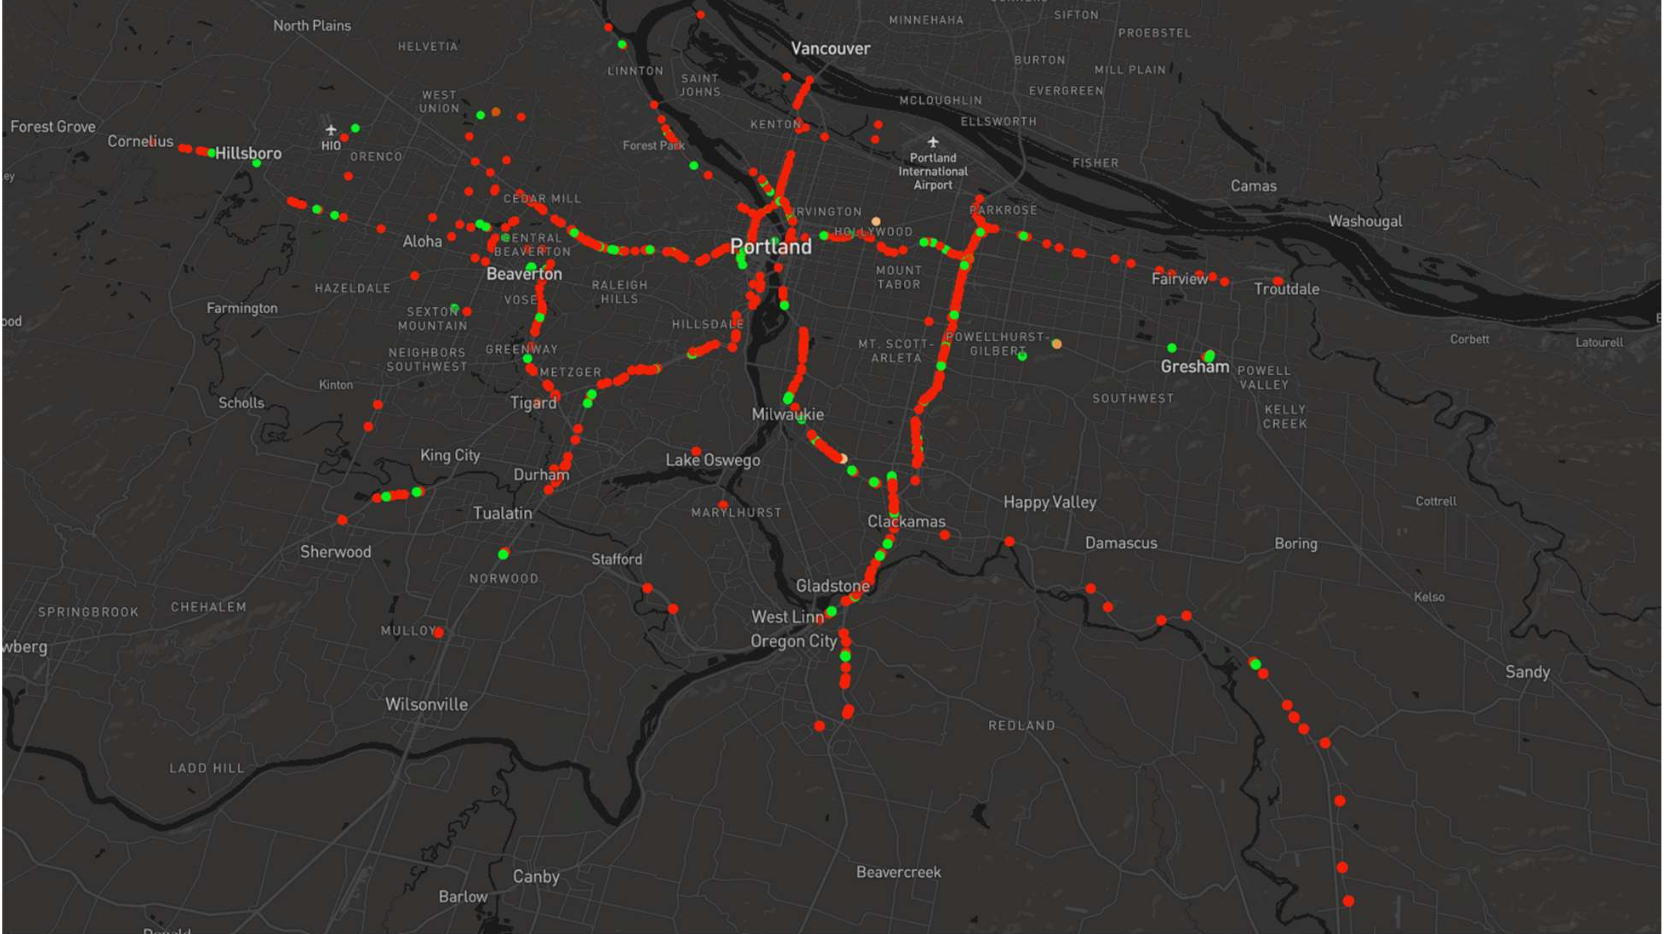 SIFTON
MINNEHAHA
North Plains
PROEBSTEL
HELVETIA
Vancouver
BURTON
LINNTON
MILL PLAIN
SAINT
JOHNS
EVERGREEN
WEST
UNION
MCLOUGHLIN
ELLSWORTH
Forest Grove
KENTON
Cornelius
HIO
Hillsboro
ORENCO
Forest Park
Portland
International
Airport
FISHER
Camas
CEDAR MILL
IRVINGTON
PARKROSE
Washougal
HOLLYWOOD
Aloha
CENTRAL
BEAVERTON
Portland
Beaverton
MOUNT
TABOR
Fairview
Troutdale
HAZELDALE
VOSE
RALEIGH
HILLS
Farmington
SEXTON
MOUNTAIN
HILLSDALE
Corbett
Latourell
MT. SCOTT-
ARLETA
POWELLHURST-
GILBERT
NEIGHBORS
SOUTHWEST
GREENWAY
METZGER
Gresham
POWELL
VALLEY
Kinton
Scholls
Tigard
Milwaukie
SOUTHWEST
KELLY
CREEK
King City
Lake Oswego
Durham
Tualatin
MARYLHURST
Happy Valley
Cottrell
Clackamas
Sherwood
Stafford
Damascus
Boring
NORWOOD
Gladstone
SPRINGBROOK
CHEHALEM
Kelso
West Linn
MULLOY
Oregon City
wberg
Sandy
Wilsonville
REDLAND
LADD HILL
Canby
Beavercreek
Barlow